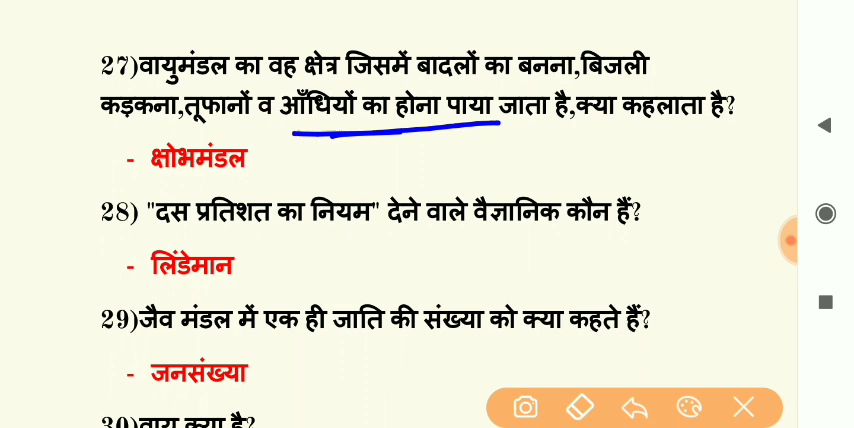 27)वायुमंडल का वह क्षेत्र जिसमें बादलों का बनना,बिजली
कड़कना,तूफानों व आँधियों का होना पाया जाता है,क्या कहलाता है?
- क्षोभमंडल
28) "दस प्रतिशत का नियम" देने वाले वैज्ञानिक कौन हैं?
- लिंडेमान
29)जैव मंडल में एक ही जाति की संख्या को क्या कहते हैं?
- जनसंख्या
30)वायु क्या है?